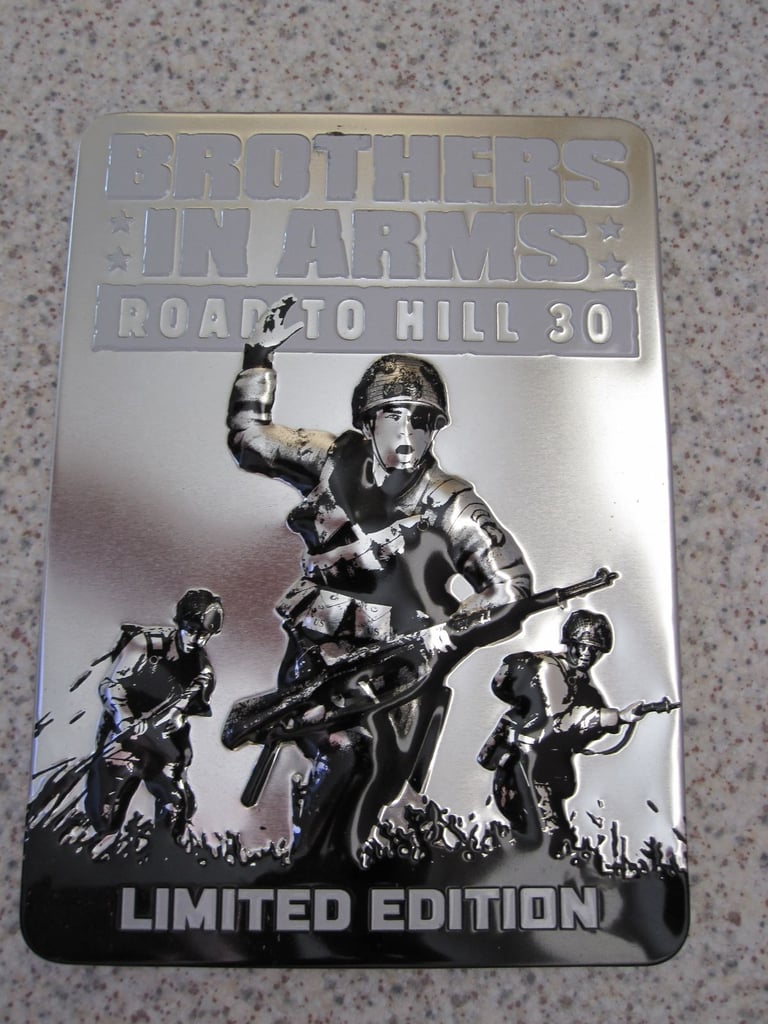 BROTHERS
IN ARMS
ROAD TO HILL 30
LIMITED EDITION